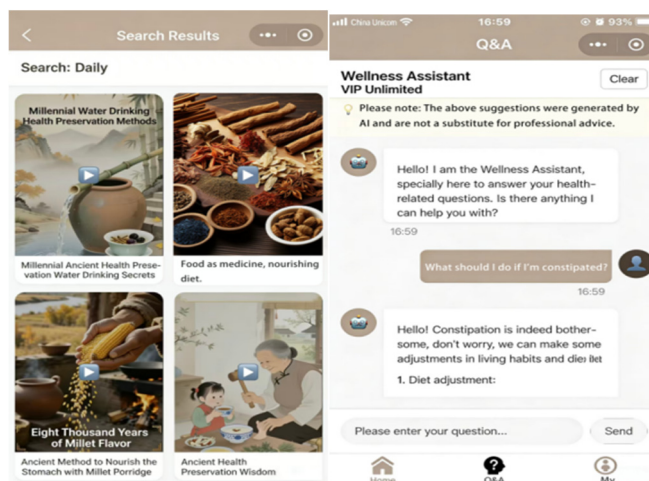 Search Results
Search: Daily
Millennial Water Drinking
Health Preservation Methods
Millennial Ancient Health Prese-
vation Water Drinking Secrets
Food as medicine, nourishing
diet.
Eight Thousand Years
of Millet Flavor
Ancient Method to Nourish the
Stomach with Millet Porridge
Ancient Health
Preservation Wisdom
China Unicom 16:59 93%
Q&A
Wellness Assistant
VIP Unlimited
Clear
Please note: The above suggestions were generated by
AI and are not a substitute for professional advice.
Hello! I am the Wellness Assistant,
specially here to answer your health-
related questions. Is there anything I
can help you with?
16:59
What should I do if I'm constipated?
16:59
Hello! Constipation is indeed bother-
some, don't worry, we can make some
adjustments in living habits and
1. Diet adjustment:
Please enter your question...
Send
Home
Q&A
My